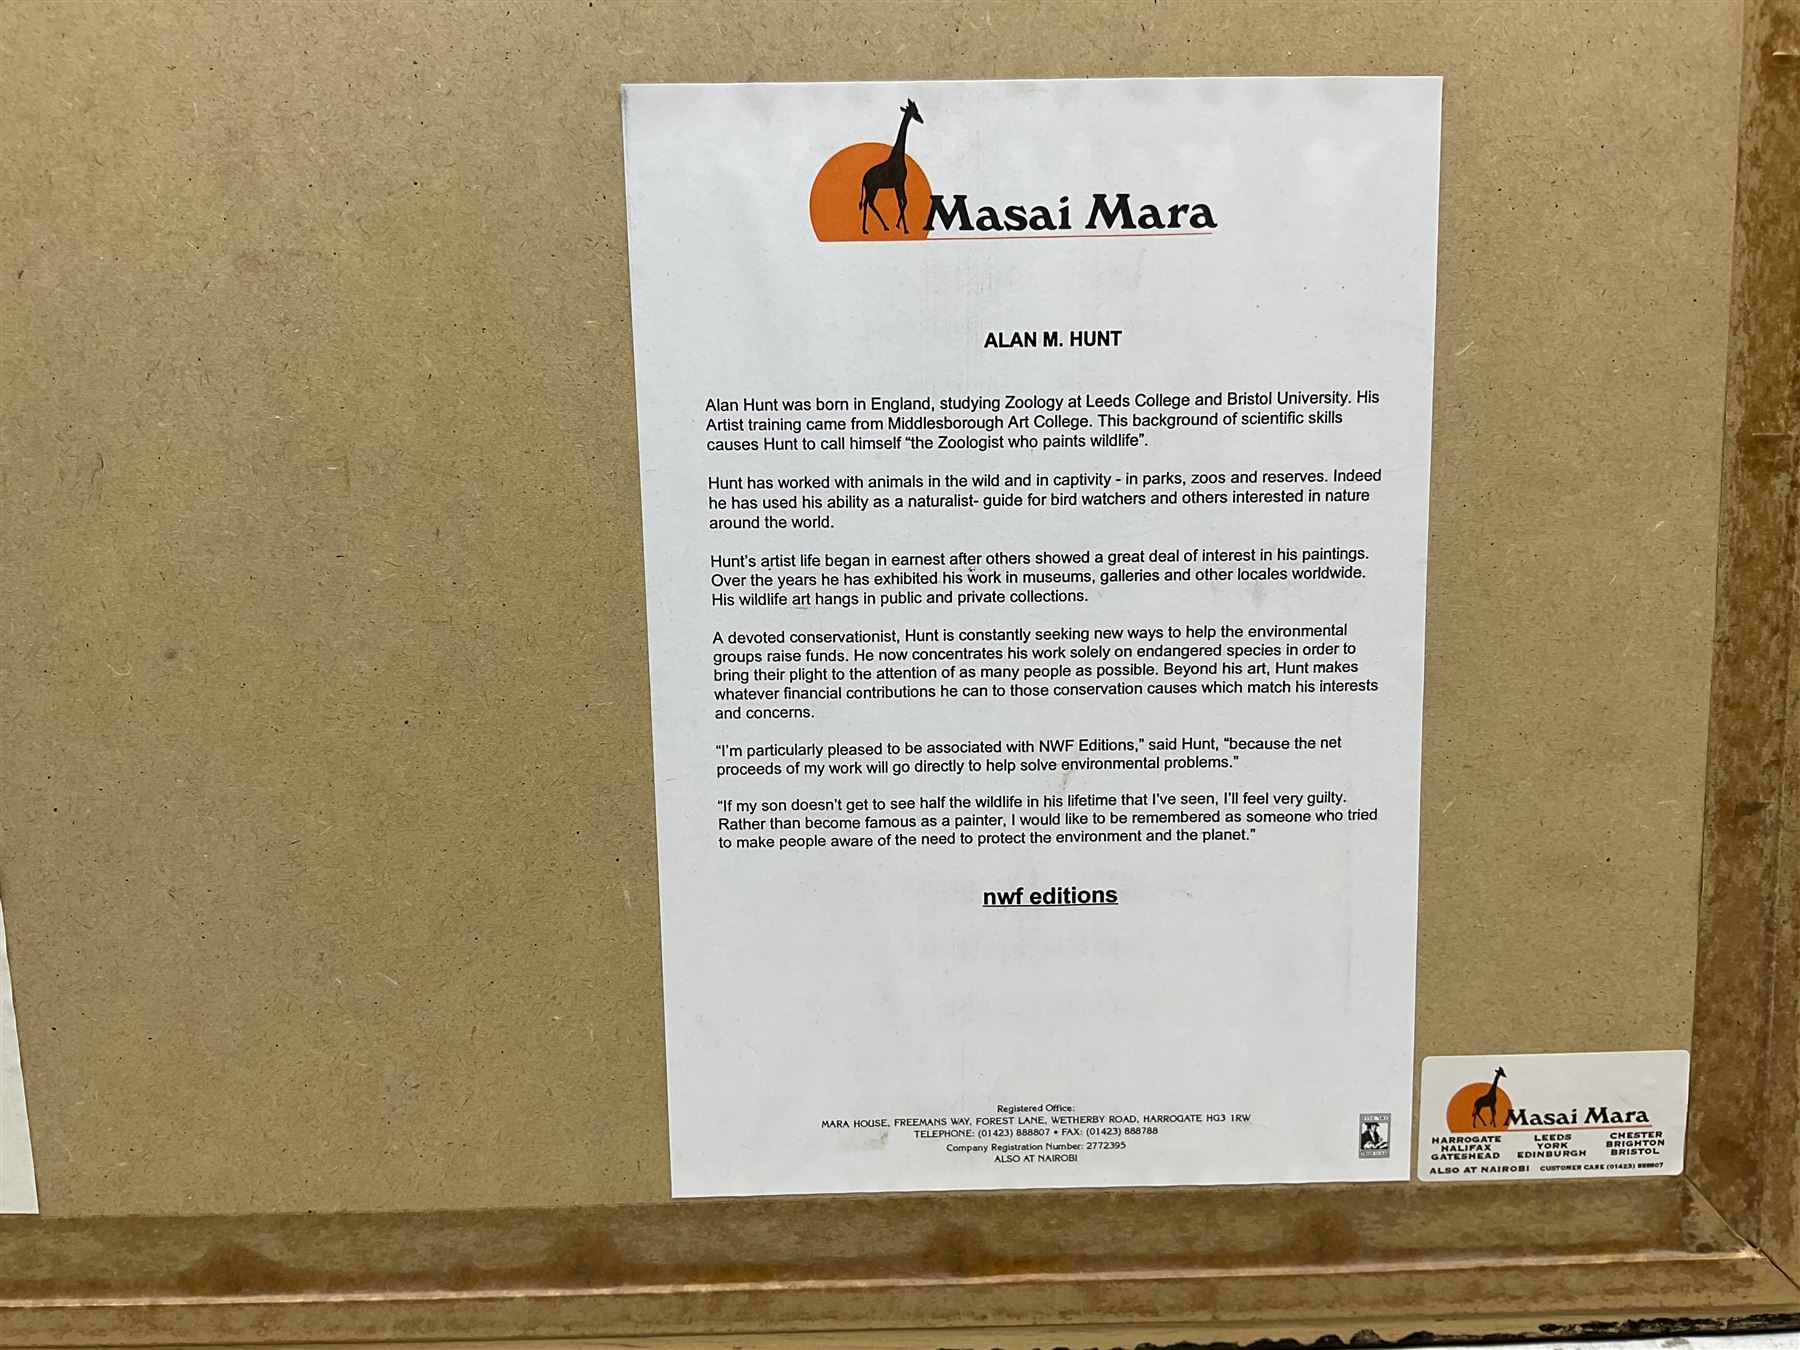 Masai Mara
ALAN M. HUNT
Alan Hunt was born in England, studying Zoology at Leeds College and Bristol University. His
Artist training came from Middlesborough Art College. This background of scientific skills
causes Hunt to call himself “the Zoologist who paints wildlife”.
Hunt has worked with animals in the wild and in captivity - in parks, zoos and reserves. Indeed
he has used his ability as a naturalist- guide for bird watchers and others interested in nature
around the world.
Hunt's artist life began in earnest after others showed a great deal of interest in his paintings.
Over the years he has exhibited his work in museums, galleries and other locales worldwide.
His wildlife art hangs in public and private collections.
A devoted conservationist, Hunt is constantly seeking new ways to help the environmental
groups raise funds. He now concentrates his work solely on endangered species in order to
bring their plight to the attention of as many people as possible. Beyond his art, Hunt makes
whatever financial contributions he can to those conservation causes which match his interests
and concerns.
“I’m particularly pleased to be associated with NWF Editions,” said Hunt, “because the net
proceeds of my work will go directly to help solve environmental problems.”
“If my son doesn’t get to see half the wildlife in his lifetime that I’ve seen, I’ll feel very guilty.
Rather than become famous as a painter, I would like to be remembered as someone who tried
to make people aware of the need to protect the environment and the planet.”
nwf editions
Registered Office:
MARA HOUSE, FREEMANS WAY, FOREST LANE, WETHERBY ROAD, HARROGATE HG3 1RW
TELEPHONE: (01423) 888807 • FAX: (01423) 888788
Company Registration Number: 2772395
ALSO AT NAIROBI
Masai Mara
HARROGATE LEEDS CHESTER
HALIFAX YORK BRIGHTON
GATESHEAD EDINBURGH BRISTOL
ALSO AT NAIROBI CUSTOMER CARE (01423) 888807